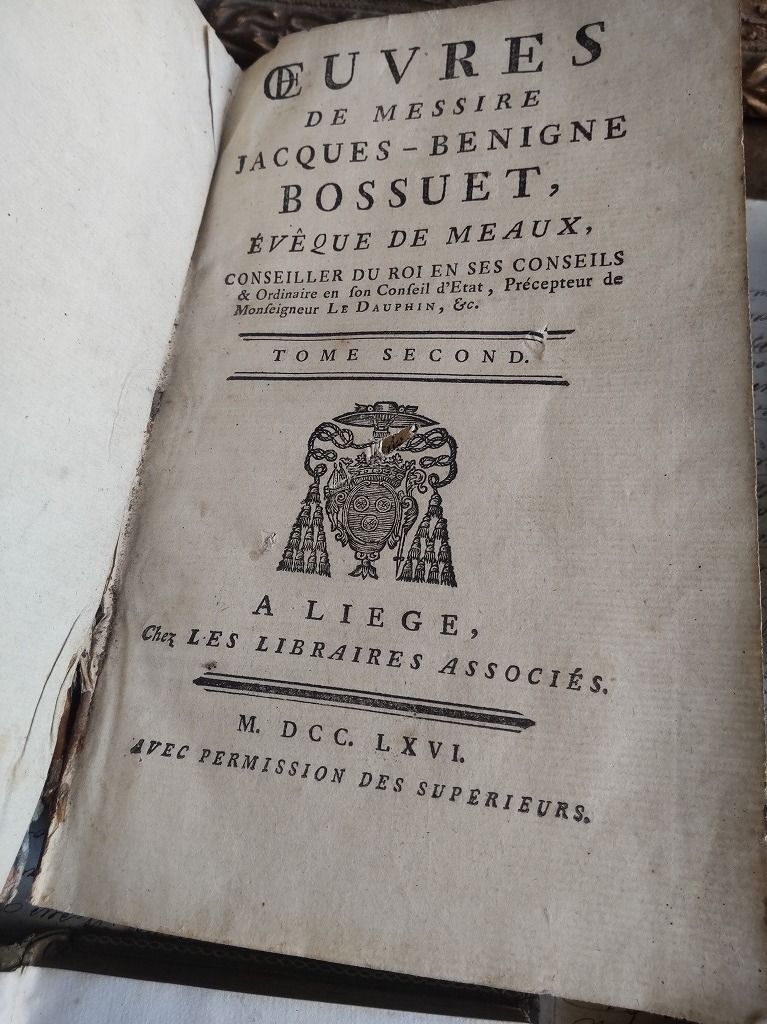 ŒUVRES
DE MESSIRE
JACQUES-BENIGNE
BOSSUET,
ÉVÊQUE DE MEAUX,
CONSEILLER DU ROI EN SES CONSEILS
& Ordinaire en ſon Conſeil d'Etat, Précepteur de
Monſeigneur LE DAUPHIN, &c.
TOME SECOND.
A LIEGE,
Chez LES LIBRAIRES ASSOCIÉS.
M. DCC. LXVI.
AVEC PERMISSION DES SUPÉRIEURS.